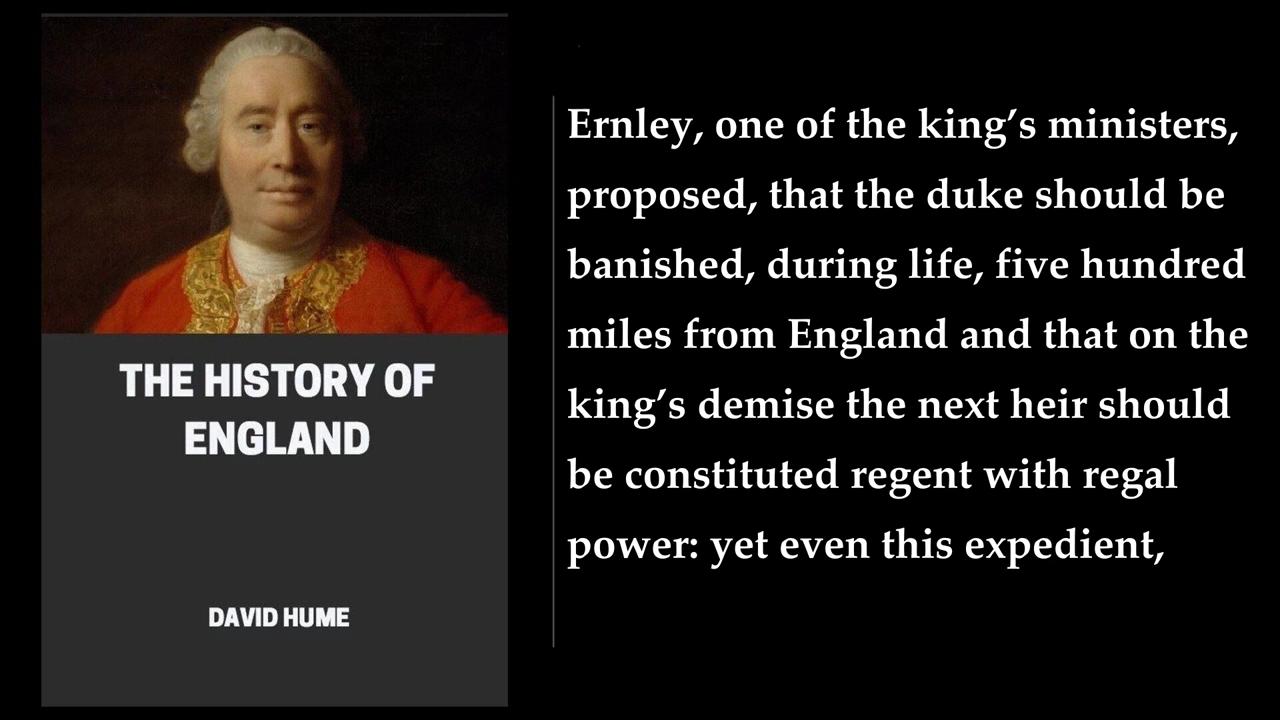 THE HISTORY OF
ENGLAND
DAVID HUME
Ernley, one of the king’s ministers,
proposed, that the duke should be
banished, during life, five hundred
miles from England and that on the
king’s demise the next heir should
be constituted regent with regal
power: yet even this expedient,